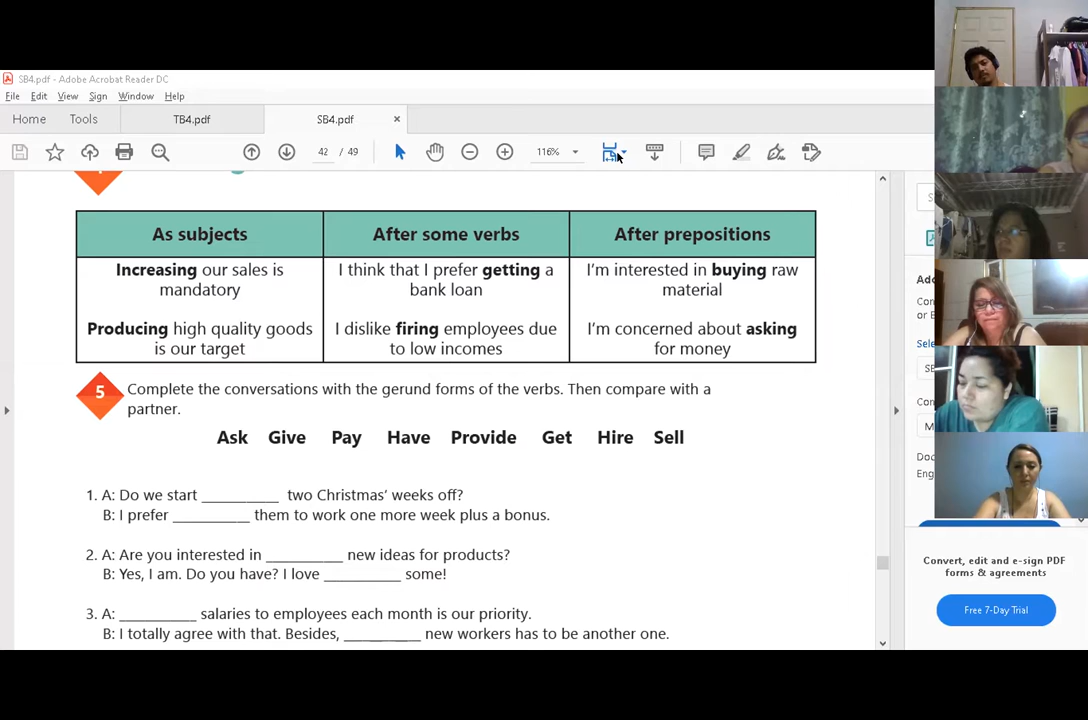 SB4.pdf - Adobe Acrobat Reader DC
File Edit View Sign Window Help
Home Tools TB4.pdf SB4.pdf ×
42 / 49 116%
As subjects After some verbs After prepositions
Increasing our sales is mandatory
Producing high quality goods is our target
I think that I prefer getting a bank loan
I dislike firing employees due to low incomes
I'm interested in buying raw material
I'm concerned about asking for money
5 Complete the conversations with the gerund forms of the verbs. Then compare with a
partner.
Ask Give Pay Have Provide Get Hire Sell
1. A: Do we start _________ two Christmas' weeks off?
B: I prefer _________ them to work one more week plus a bonus.
2. A: Are you interested in _________ new ideas for products?
B: Yes, I am. Do you have? I love _________ some!
3. A: _________ salaries to employees each month is our priority.
B: I totally agree with that. Besides, _________ new workers has to be another one.
Convert, edit and e-sign PDF
forms & agreements
Free 7-Day Trial